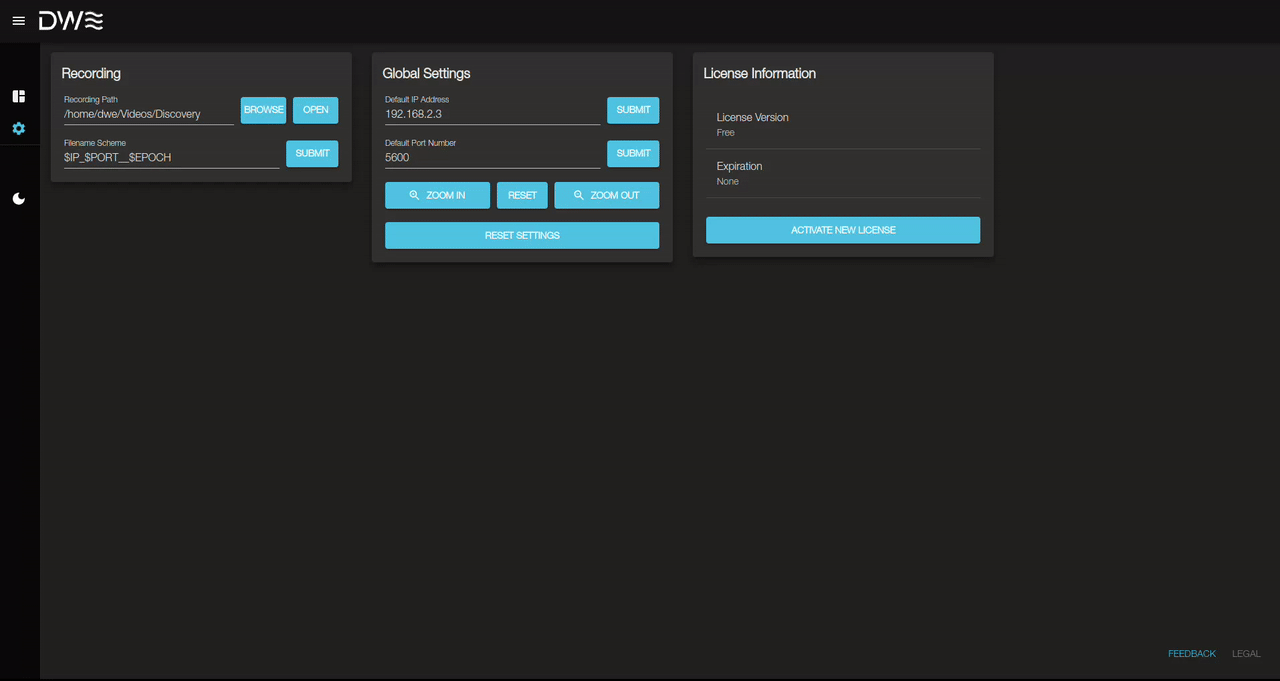 DWE
Recording
Recording Path
/home/dwe/Videos/Discovery
BROWSE
OPEN
Filename Scheme
$IP_$PORT__$EPOCH
SUBMIT
Global Settings
Default IP Address
192.168.2.3
SUBMIT
Default Port Number
5600
SUBMIT
ZOOM IN
RESET
ZOOM OUT
RESET SETTINGS
License Information
License Version
Free
Expiration
None
ACTIVATE NEW LICENSE
FEEDBACK
LEGAL